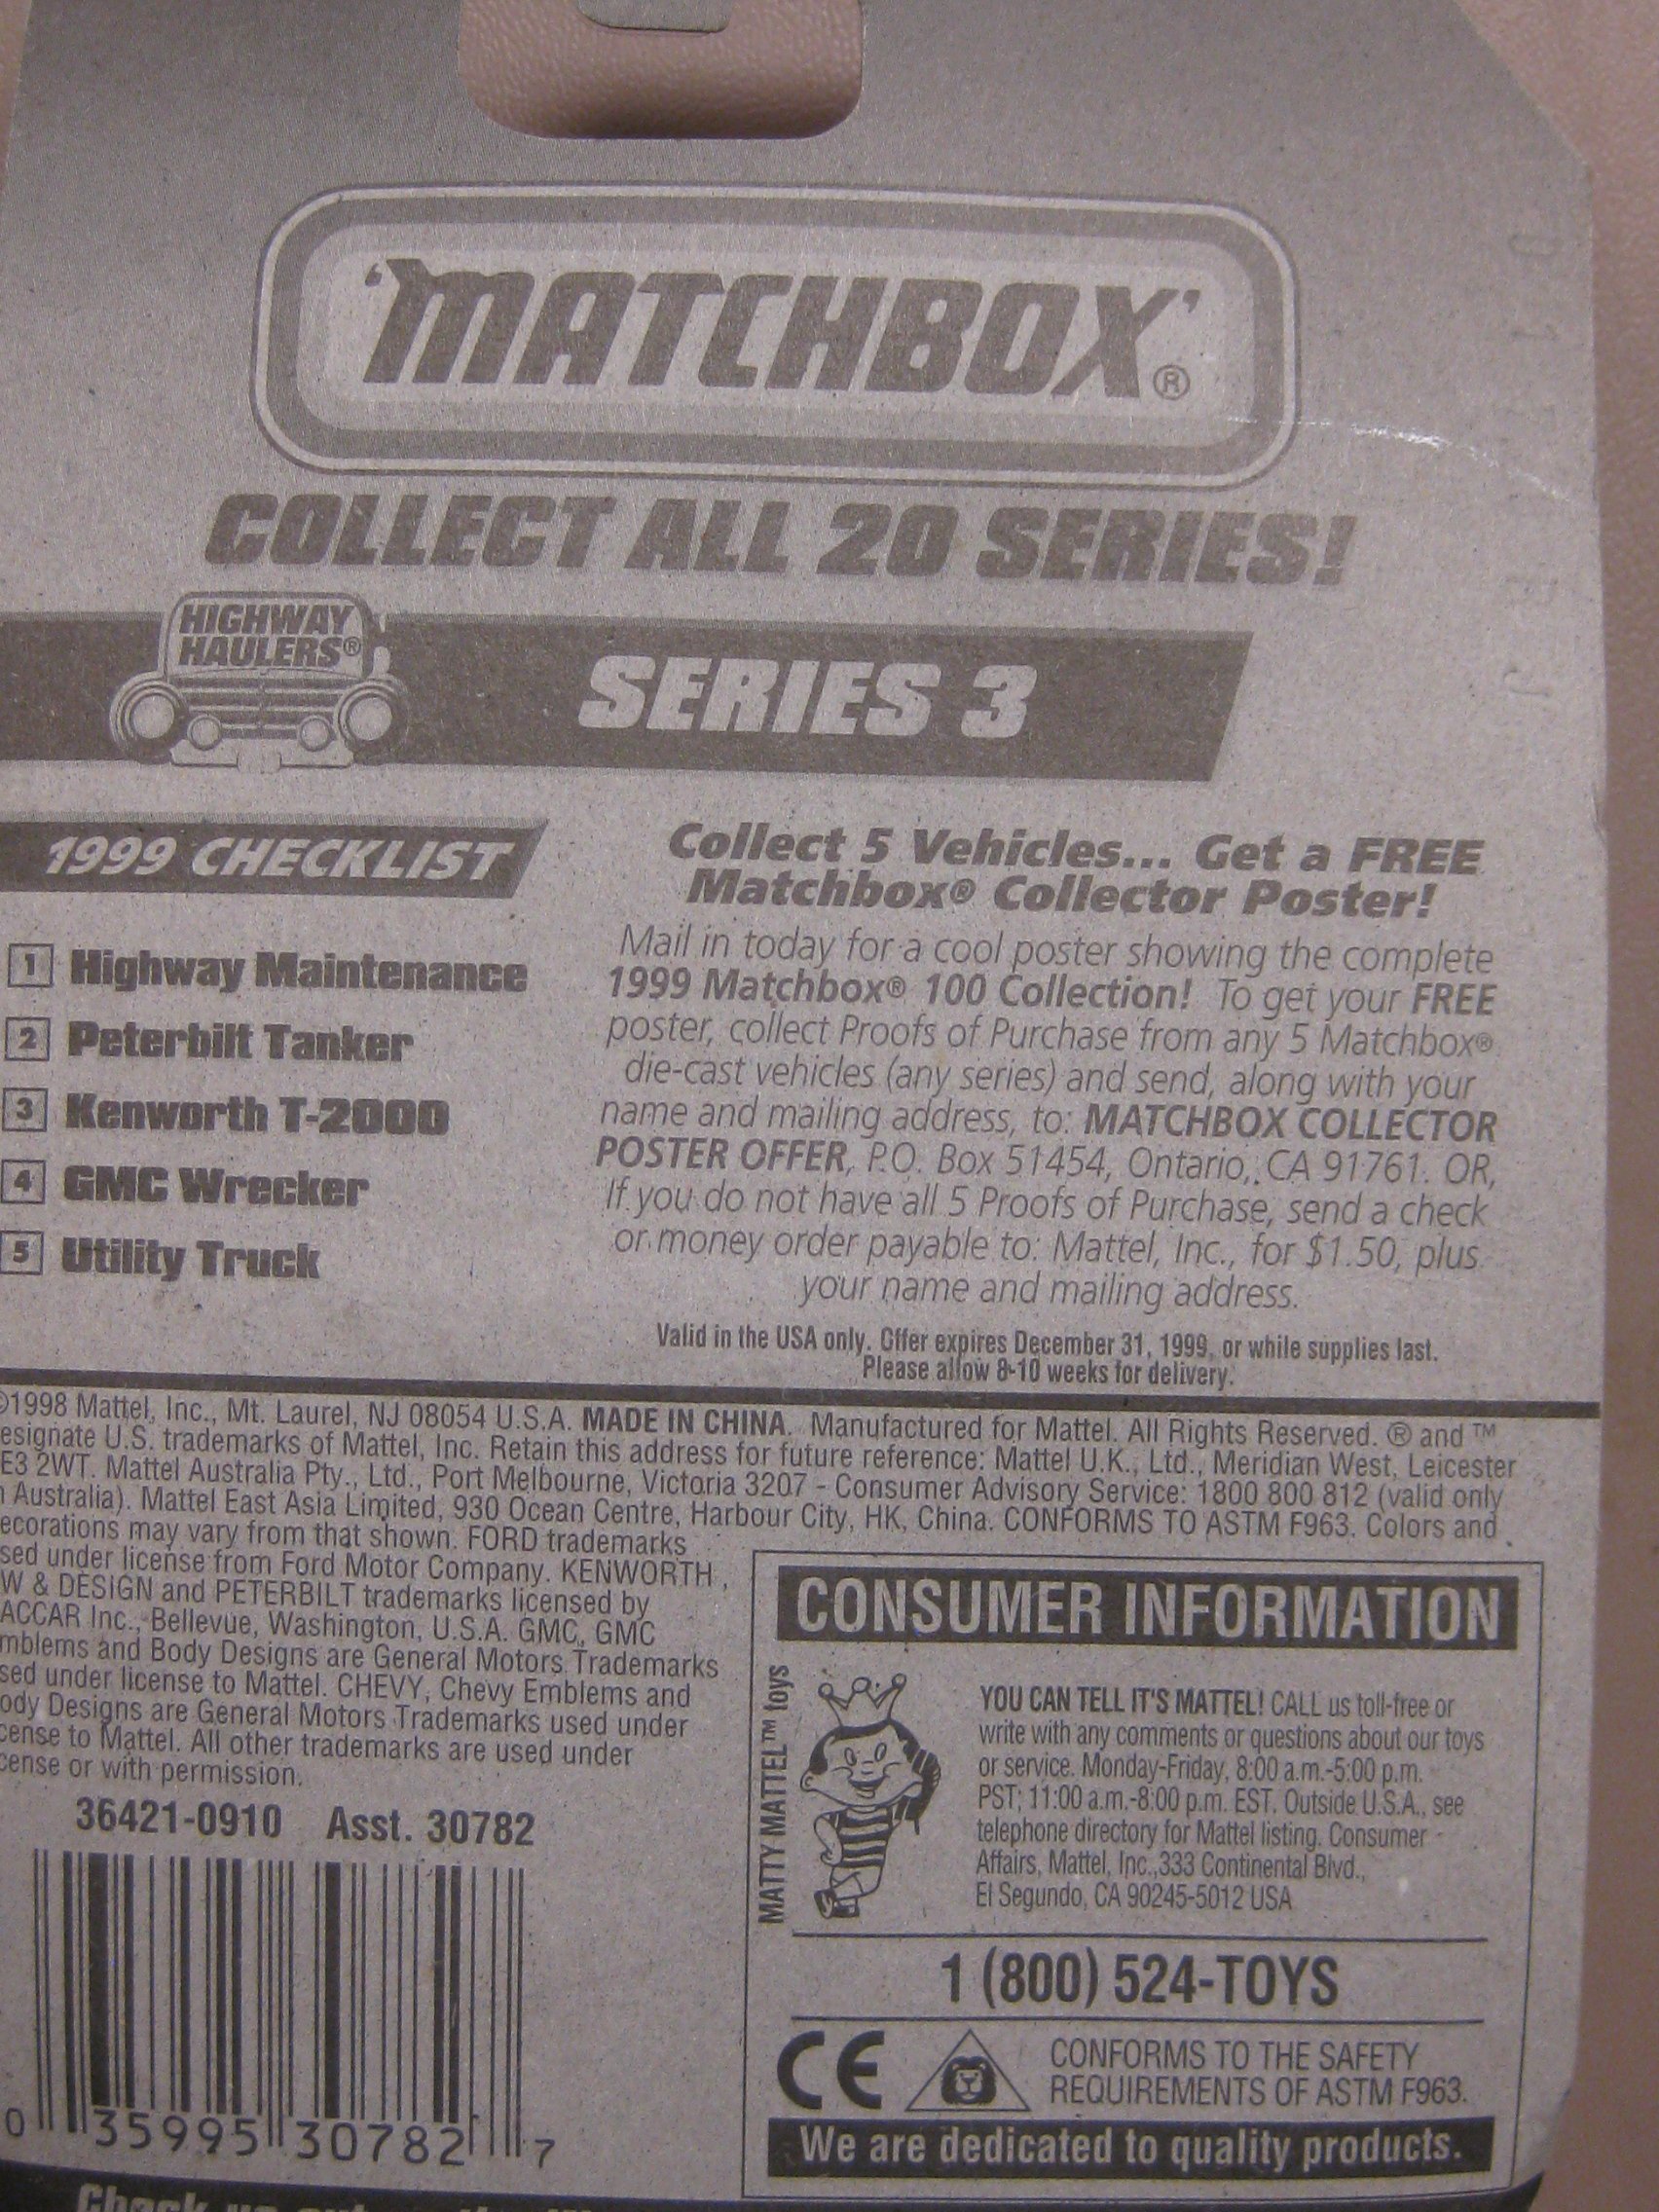 'MATCHBOX'®
COLLECT ALL 20 SERIES!
HIGHWAY
HAULERS®
SERIES 3
1999 CHECKLIST
1 Highway Maintenance
2 Peterbilt Tanker
3 Kenworth T-2000
4 GMC Wrecker
5 Utility Truck
Collect 5 Vehicles... Get a FREE
Matchbox® Collector Poster!
Mail in today for a cool poster showing the complete
1999 Matchbox® 100 Collection! To get your FREE
poster, collect Proofs of Purchase from any 5 Matchbox®
die-cast vehicles (any series) and send, along with your
name and mailing address, to: MATCHBOX COLLECTOR
POSTER OFFER, P.O. Box 51454, Ontario, CA 91761. OR,
If you do not have all 5 Proofs of Purchase, send a check
or money order payable to: Mattel, Inc., for $1.50, plus
your name and mailing address.
Valid in the USA only. Offer expires December 31, 1999, or while supplies last.
Please allow 8-10 weeks for delivery.
©1998 Mattel, Inc., Mt. Laurel, NJ 08054 U.S.A. MADE IN CHINA. Manufactured for Mattel. All Rights Reserved. ® and ™
esignate U.S. trademarks of Mattel, Inc. Retain this address for future reference: Mattel U.K., Ltd., Meridian West, Leicester
E3 2WT. Mattel Australia Pty., Ltd., Port Melbourne, Victoria 3207 - Consumer Advisory Service: 1800 800 812 (valid only
n Australia). Mattel East Asia Limited, 930 Ocean Centre, Harbour City, HK, China. CONFORMS TO ASTM F963. Colors and
ecorations may vary from that shown. FORD trademarks
sed under license from Ford Motor Company. KENWORTH,
W & DESIGN and PETERBILT trademarks licensed by
ACCAR Inc., Bellevue, Washington, U.S.A. GMC, GMC
mblems and Body Designs are General Motors Trademarks
sed under license to Mattel. CHEVY, Chevy Emblems and
ody Designs are General Motors Trademarks used under
cense to Mattel. All other trademarks are used under
cense or with permission.
36421-0910 Asst. 30782
0 35995 30782 7
CONSUMER INFORMATION
MATTY MATTEL™ toys
YOU CAN TELL IT'S MATTEL! CALL us toll-free or
write with any comments or questions about our toys
or service. Monday-Friday, 8:00 a.m.-5:00 p.m.
PST; 11:00 a.m.-8:00 p.m. EST. Outside U.S.A., see
telephone directory for Mattel listing. Consumer
Affairs, Mattel, Inc.,333 Continental Blvd.,
El Segundo, CA 90245-5012 USA
1 (800) 524-TOYS
CE
CONFORMS TO THE SAFETY
REQUIREMENTS OF ASTM F963.
We are dedicated to quality products.
Check us out